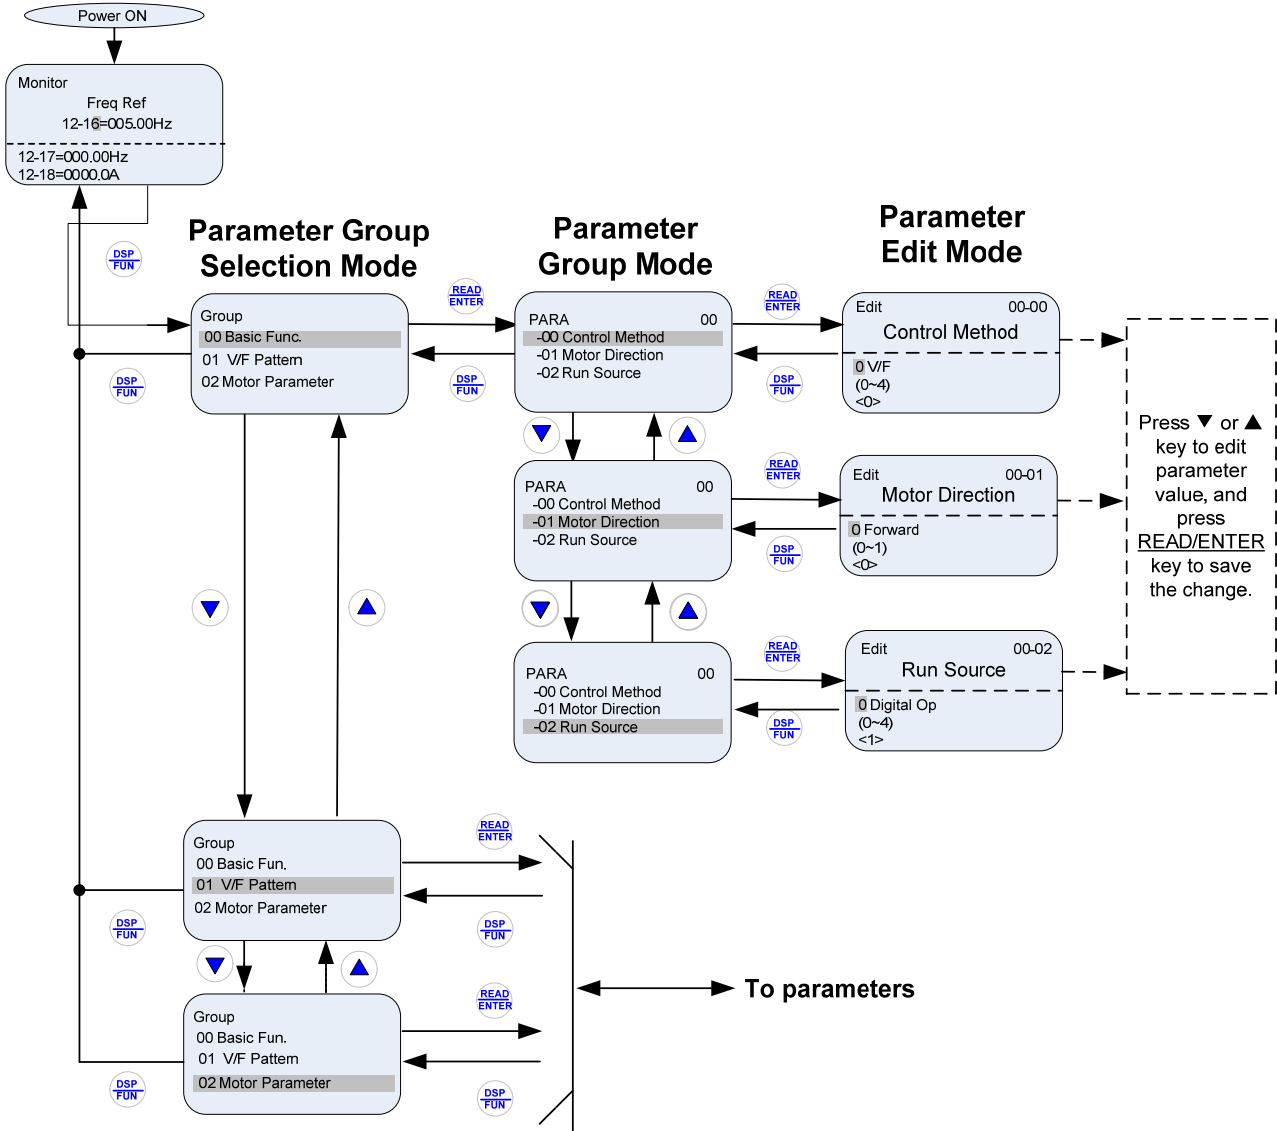 Power ON
Monitor
Freq Ref
12-16=005.00Hz
12-17=000.00Hz
12-18=0000.0A
DSP
FUN
Parameter Group
Selection Mode
Parameter
Group Mode
Parameter
Edit Mode
Group
00 Basic Func.
01 V/F Pattern
02 Motor Parameter
DSP
FUN
READ
ENTER
DSP
FUN
PARA 00
-00 Control Method
-01 Motor Direction
-02 Run Source
READ
ENTER
DSP
FUN
Edit 00-00
Control Method
0 V/F
(0~4)
<0>
PARA 00
-00 Control Method
-01 Motor Direction
-02 Run Source
READ
ENTER
DSP
FUN
Edit 00-01
Motor Direction
0 Forward
(0~1)
<0>
PARA 00
-00 Control Method
-01 Motor Direction
-02 Run Source
READ
ENTER
DSP
FUN
Edit 00-02
Run Source
0 Digital Op
(0~4)
<1>
Press ▼ or ▲
key to edit
parameter
value, and
press
READ/ENTER
key to save
the change.
Group
00 Basic Fun.
01 V/F Pattern
02 Motor Parameter
DSP
FUN
READ
ENTER
DSP
FUN
Group
00 Basic Fun.
01 V/F Pattern
02 Motor Parameter
DSP
FUN
READ
ENTER
DSP
FUN
To parameters